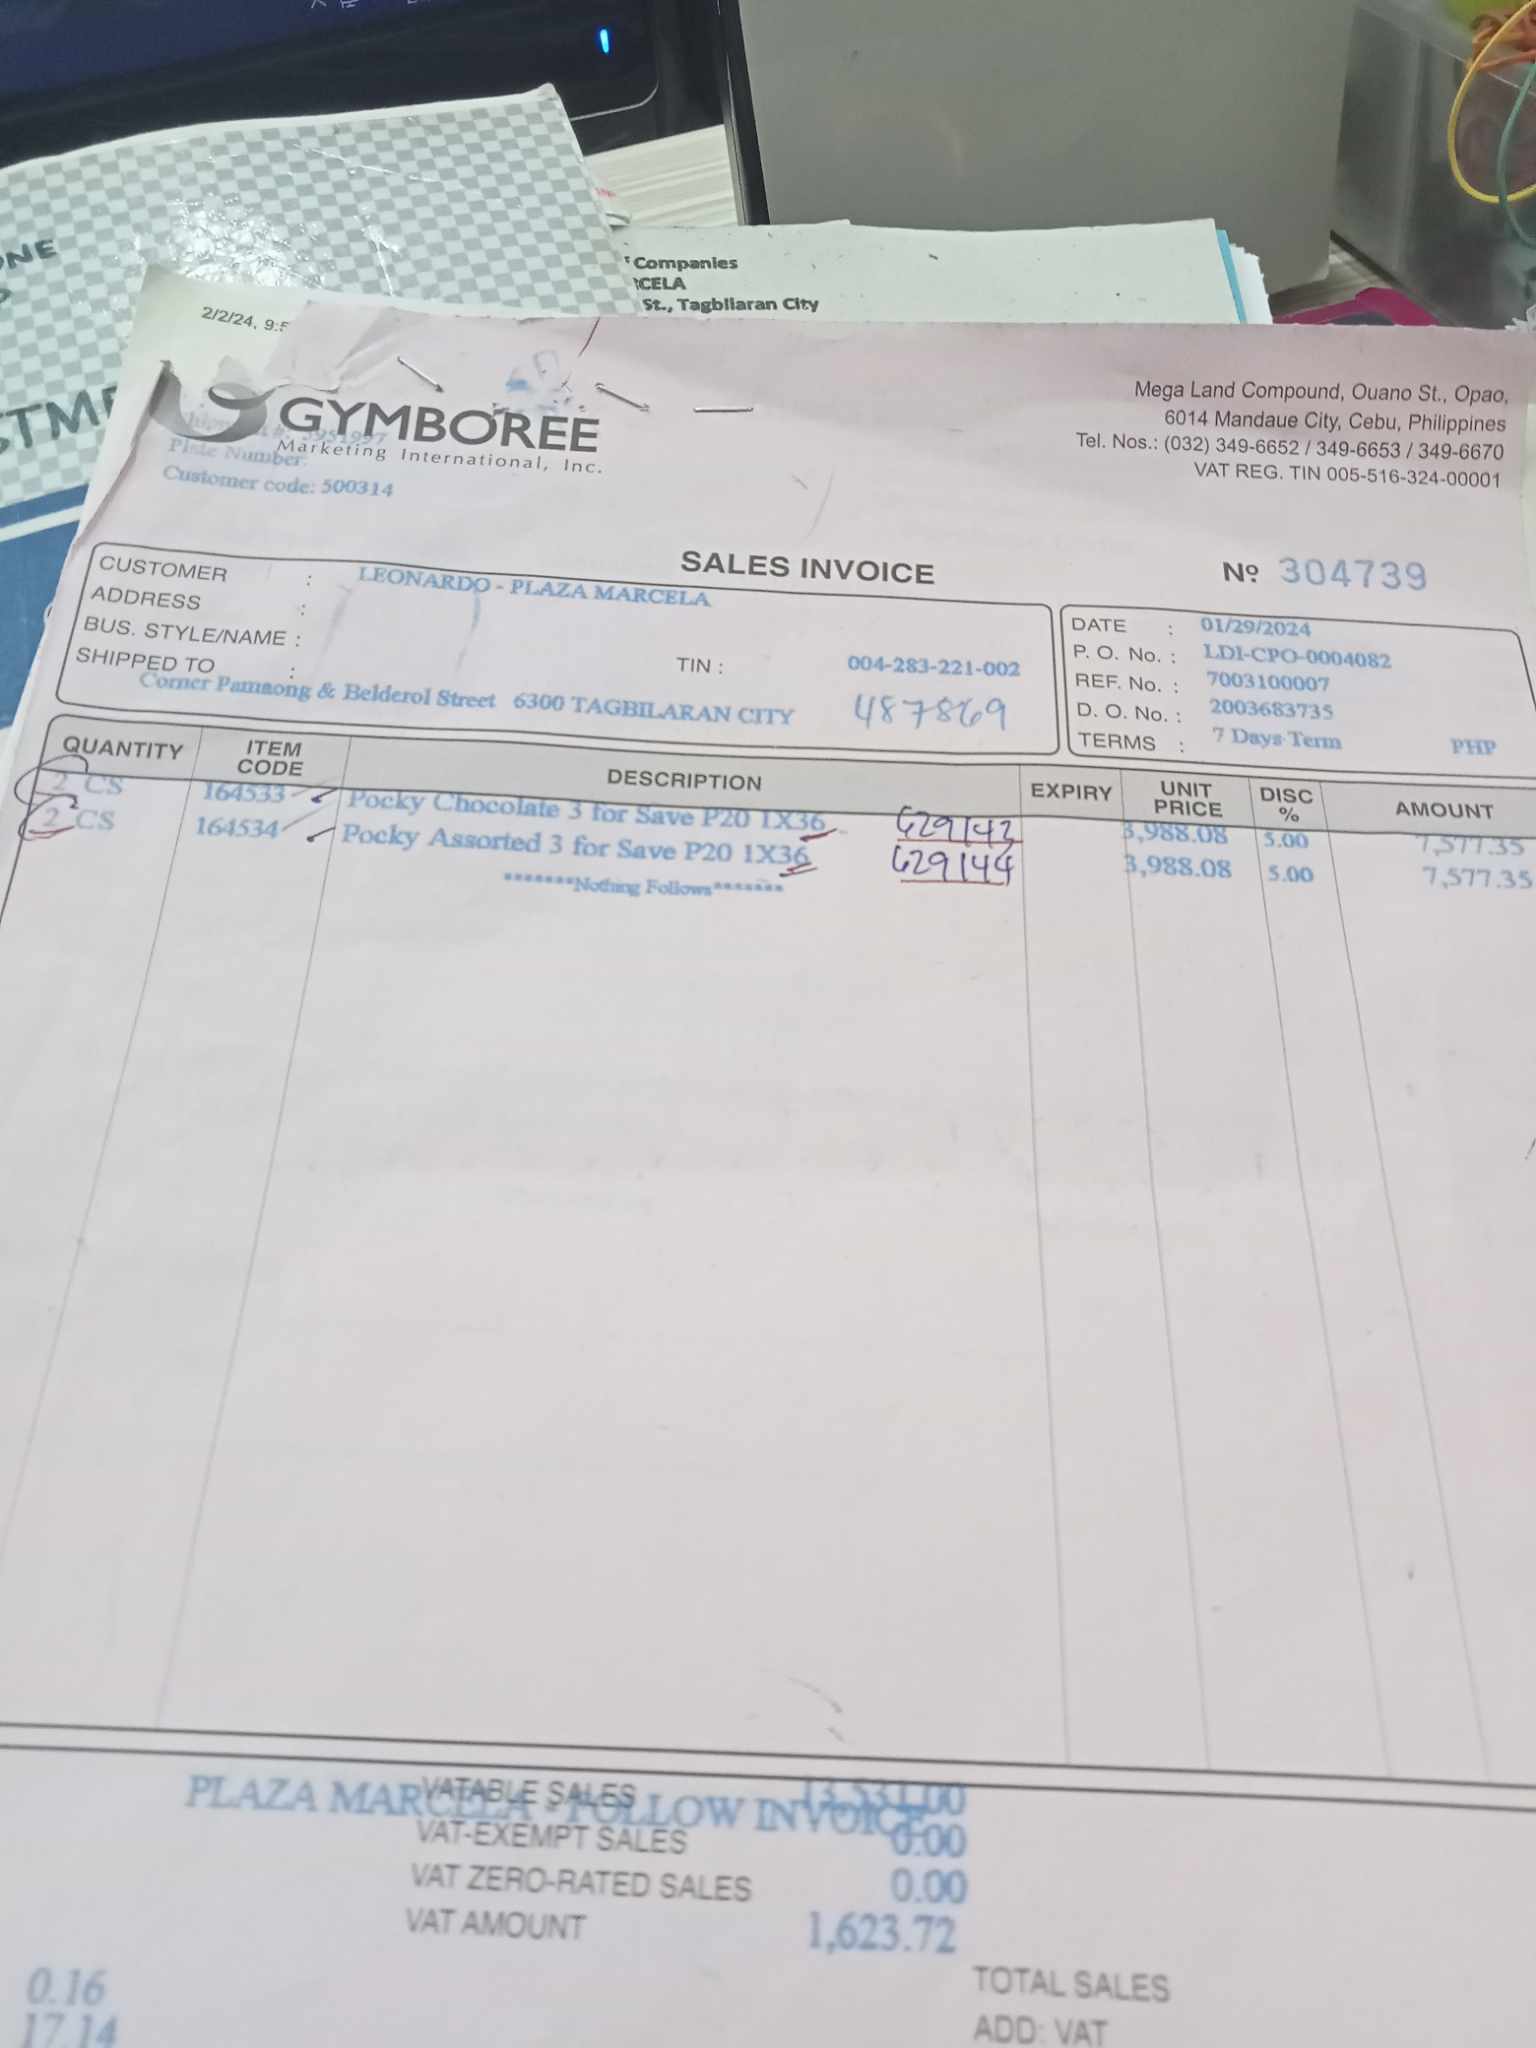 ONE
STME
Companies
RCELA
St., Tagbilaran City
2/2/24, 9:5
GYMBOREE
Marketing International, Inc.
Mega Land Compound, Ouano St., Opao,
6014 Mandaue City, Cebu, Philippines
Tel. Nos.: (032) 349-6652 / 349-6653 / 349-6670
VAT REG. TIN 005-516-324-00001
3951997
Plate Number:
Customer code: 500314
SALES INVOICE
Nº 304739
CUSTOMER : LEONARDO - PLAZA MARCELA
ADDRESS :
BUS. STYLE/NAME :
TIN : 004-283-221-002
SHIPPED TO :
Corner Pamaong & Belderol Street 6300 TAGBILARAN CITY 487869
DATE : 01/29/2024
P. O. No. : LDI-CPO-0004082
REF. No. : 7003100007
D. O. No. : 2003683735
TERMS : 7 Days Term PHP
QUANTITY ITEM CODE DESCRIPTION EXPIRY UNIT PRICE DISC % AMOUNT
2 CS 164533 Pocky Chocolate 3 for Save P20 1X36 629142 3,988.08 5.00 7,577.35
2 CS 164534 Pocky Assorted 3 for Save P20 1X36 629144 3,988.08 5.00 7,577.35
*******Nothing Follows*******
PLAZA MARCELA - FOLLOW INVOICE
VATABLE SALES 13,531.00
VAT-EXEMPT SALES 0.00
VAT ZERO-RATED SALES 0.00
VAT AMOUNT 1,623.72
0.16
17.14
TOTAL SALES
ADD: VAT